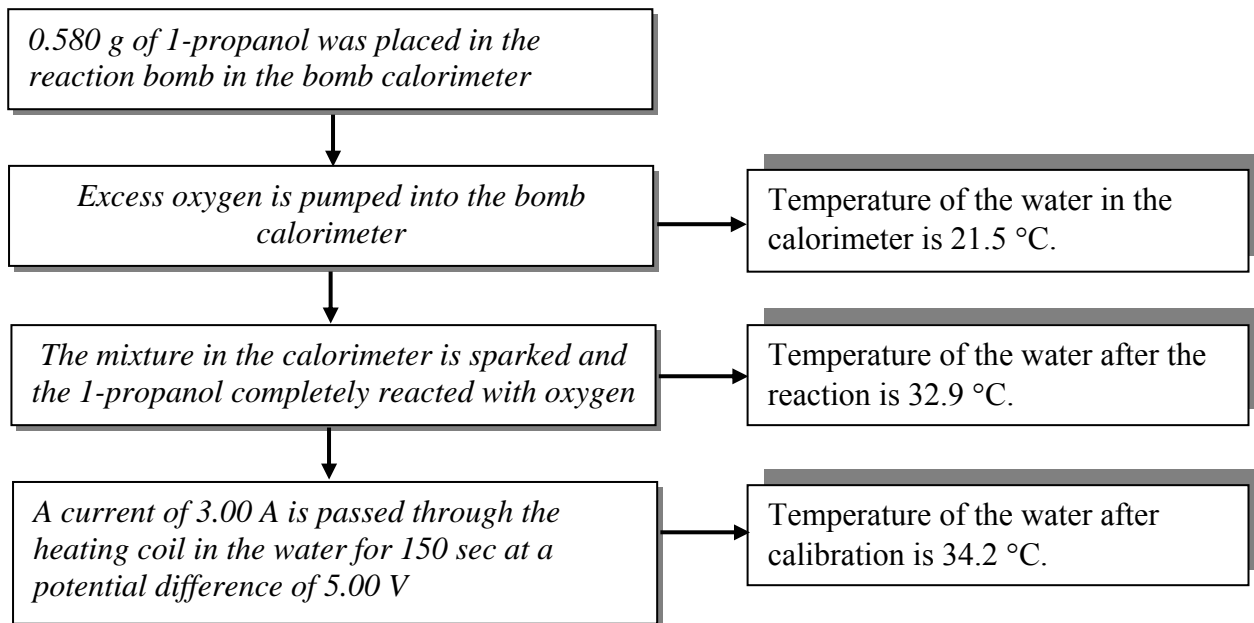 0.580 g of 1-propanol was placed in the
reaction bomb in the bomb calorimeter
Excess oxygen is pumped into the bomb
calorimeter
Temperature of the water in the
calorimeter is 21.5 °C.
The mixture in the calorimeter is sparked and
the 1-propanol completely reacted with oxygen
Temperature of the water after the
reaction is 32.9 °C.
A current of 3.00 A is passed through the
heating coil in the water for 150 sec at a
potential difference of 5.00 V
Temperature of the water after
calibration is 34.2 °C.